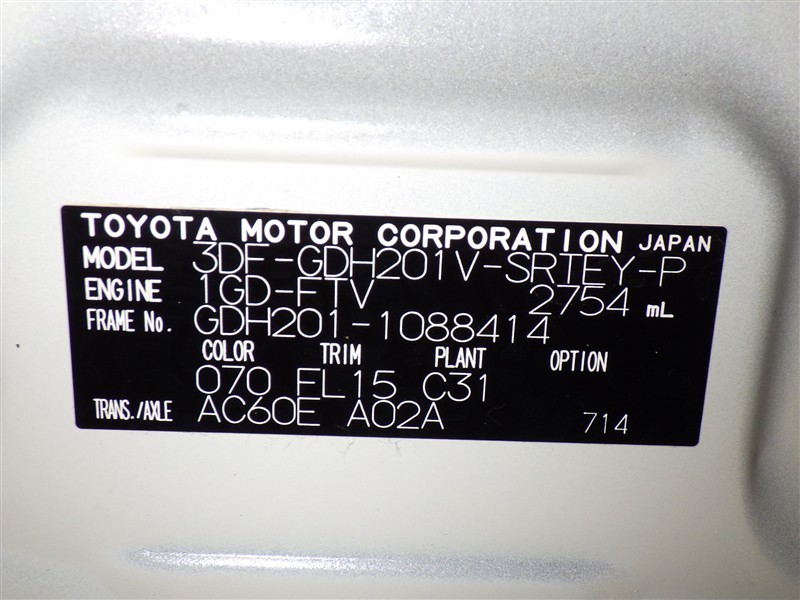 TOYOTA MOTOR CORPORATION JAPAN
MODEL 3DF-GDH201V-SRTEY-P
ENGINE 1GD-FTV 2754 mL
FRAME No. GDH201-1088414
COLOR TRIM PLANT OPTION
070 FL15 C31
TRANS./AXLE AC60E A02A 714